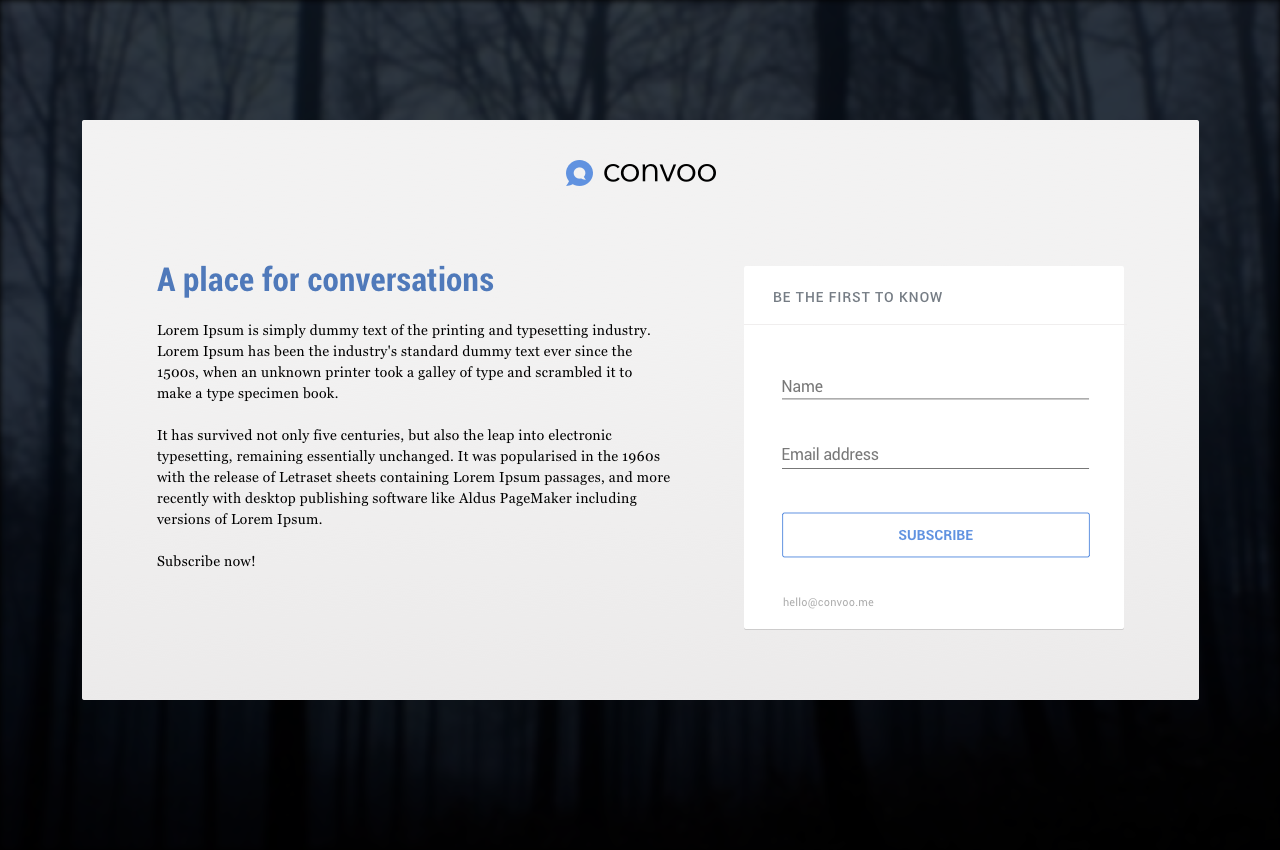 convoo
A place for conversations
Lorem Ipsum is simply dummy text of the printing and typesetting industry.
Lorem Ipsum has been the industry's standard dummy text ever since the
1500s, when an unknown printer took a galley of type and scrambled it to
make a type specimen book.
It has survived not only five centuries, but also the leap into electronic
typesetting, remaining essentially unchanged. It was popularised in the 1960s
with the release of Letraset sheets containing Lorem Ipsum passages, and more
recently with desktop publishing software like Aldus PageMaker including
versions of Lorem Ipsum.
Subscribe now!
BE THE FIRST TO KNOW
Name
Email address
SUBSCRIBE
hello@convoo.me